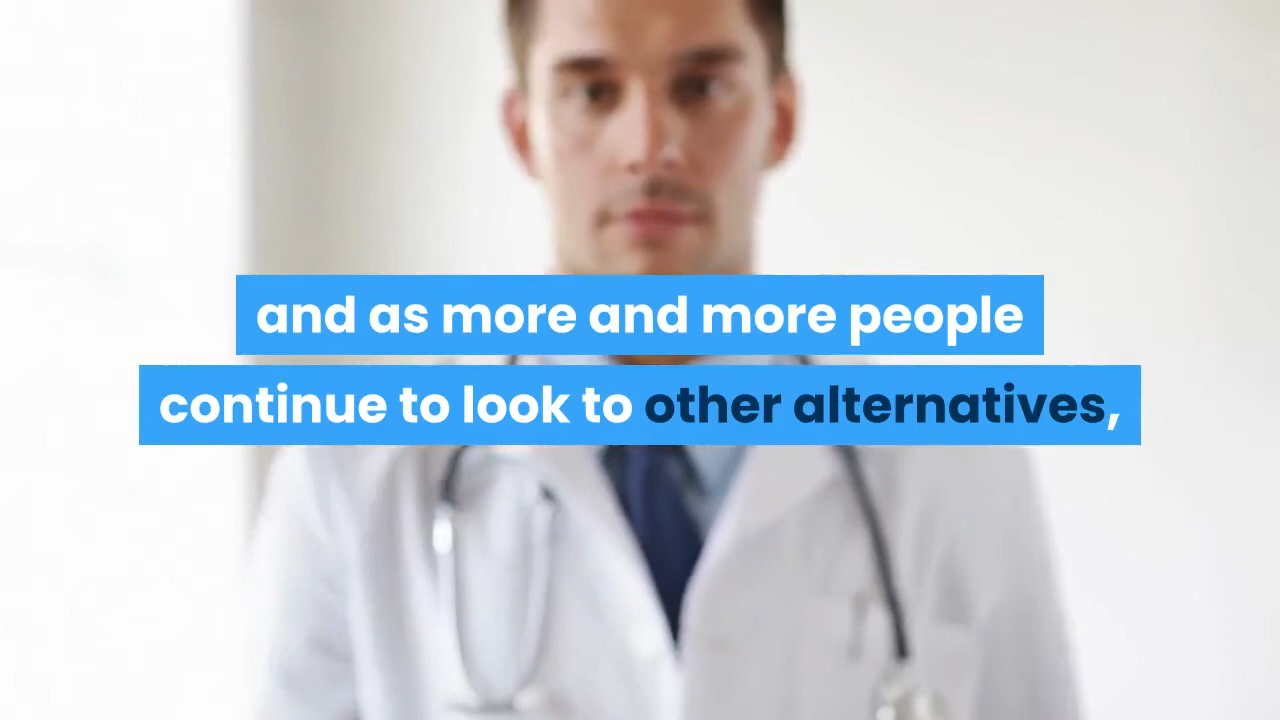 and as more and more people
continue to look to other alternatives,